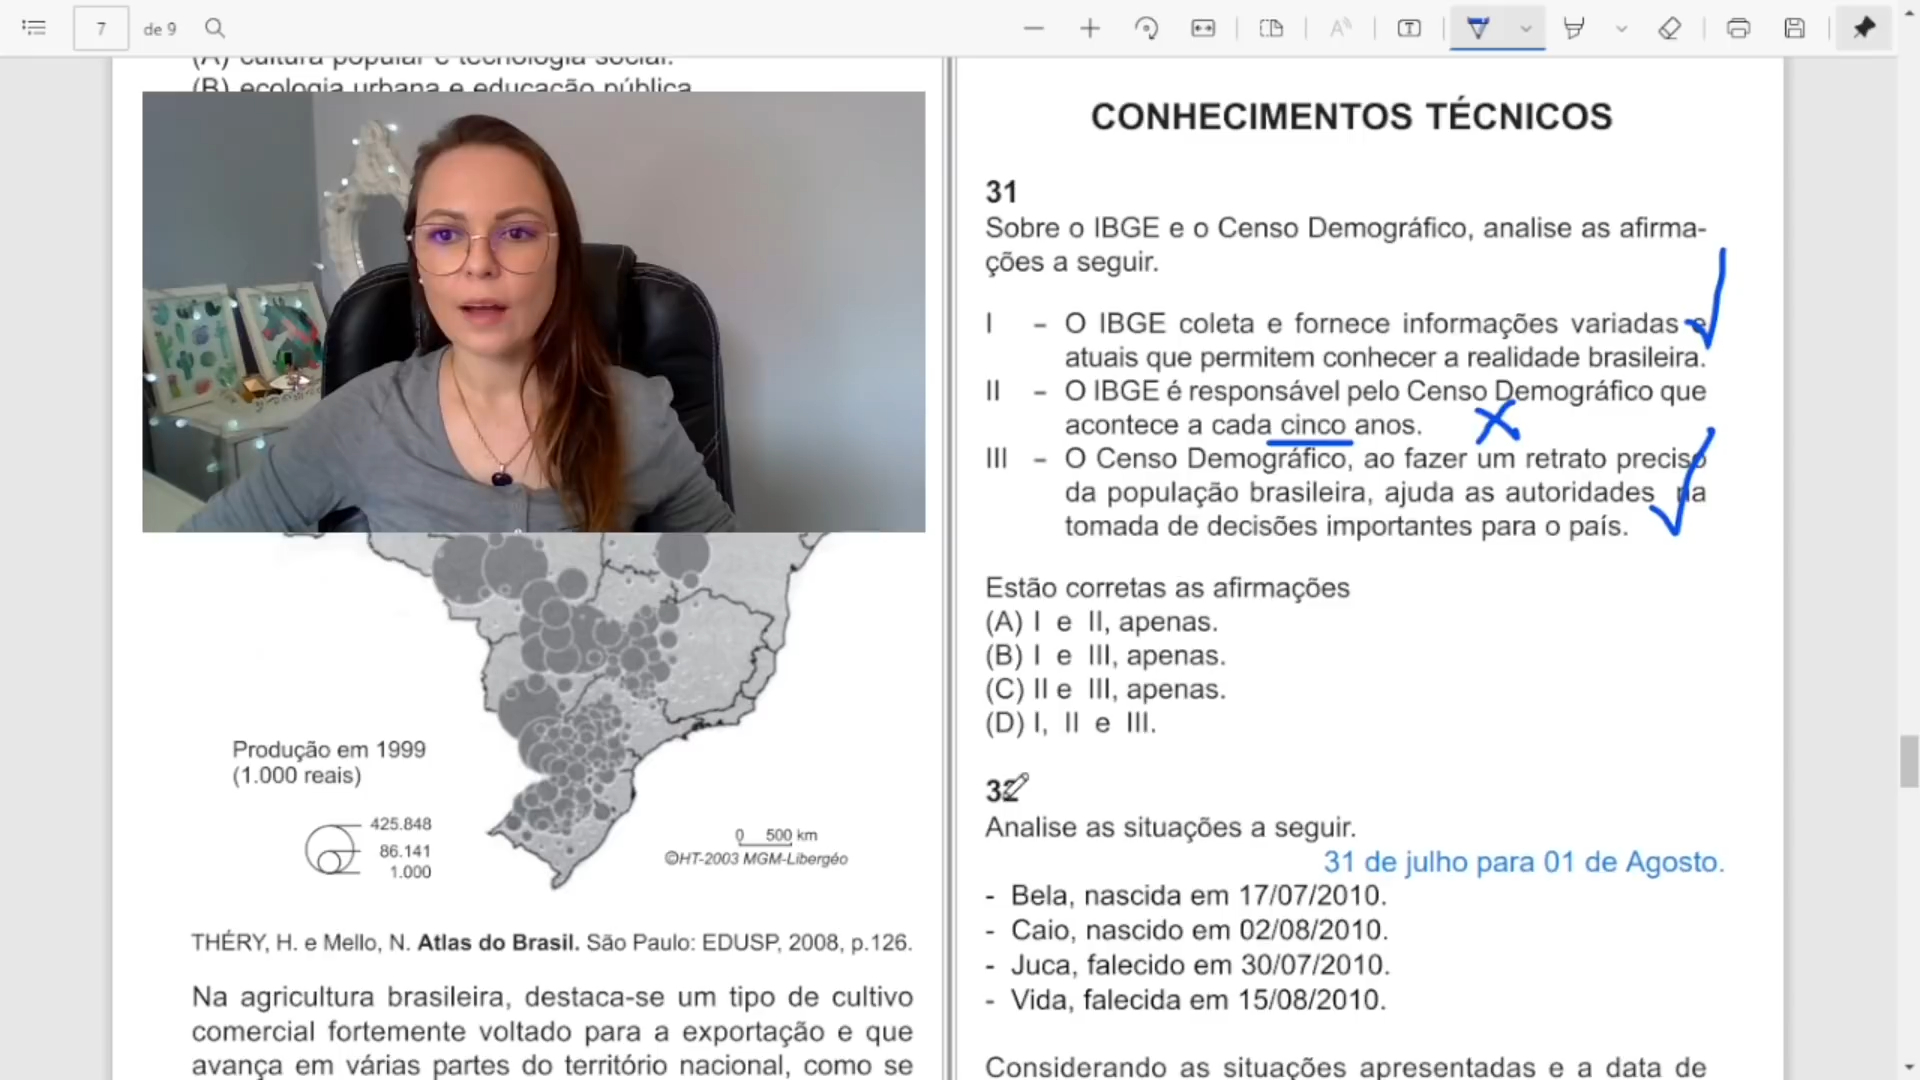 7
de 9
(A) cultura popular e tecnologia social.
(B) ecologia urbana e educação pública
Produção em 1999
(1.000 reais)
425.848
86.141
1.000
0 500 km
©HT-2003 MGM-Libergéo
THÉRY, H. e Mello, N. Atlas do Brasil. São Paulo: EDUSP, 2008, p.126.
Na agricultura brasileira, destaca-se um tipo de cultivo
comercial fortemente voltado para a exportação e que
avança em várias partes do território nacional, como se
CONHECIMENTOS TÉCNICOS
31
Sobre o IBGE e o Censo Demográfico, analise as afirma-
ções a seguir.
I – O IBGE coleta e fornece informações variadas e
atuais que permitem conhecer a realidade brasileira.
II – O IBGE é responsável pelo Censo Demográfico que
acontece a cada cinco anos.
III – O Censo Demográfico, ao fazer um retrato preciso
da população brasileira, ajuda as autoridades na
tomada de decisões importantes para o país.
Estão corretas as afirmações
(A) I e II, apenas.
(B) I e III, apenas.
(C) II e III, apenas.
(D) I, II e III.
32
Analise as situações a seguir.
31 de julho para 01 de Agosto.
- Bela, nascida em 17/07/2010.
- Caio, nascido em 02/08/2010.
- Juca, falecido em 30/07/2010.
- Vida, falecida em 15/08/2010.
Considerando as situações apresentadas e a data de